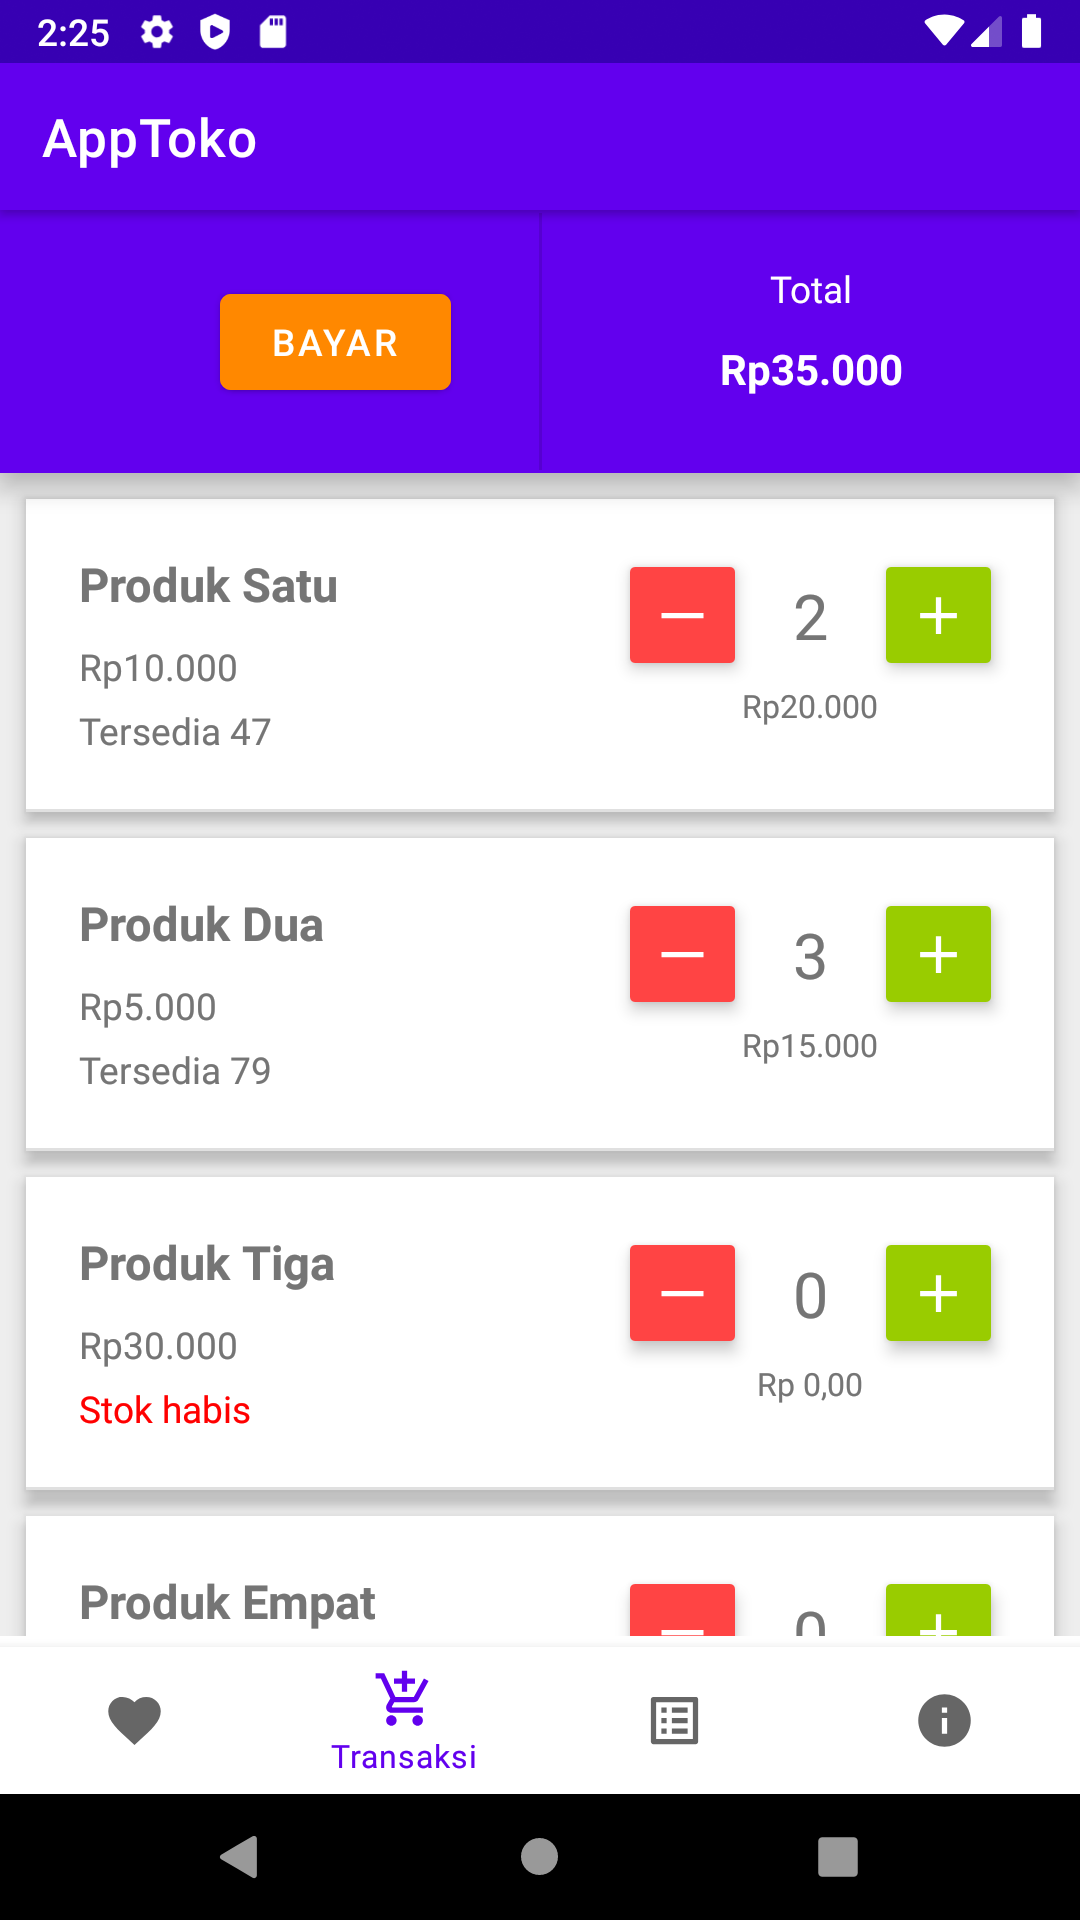 2:25
AppToko
BAYAR
Total
Rp35.000
Produk Satu
2
Rp10.000
Rp20.000
Tersedia 47
Produk Dua
3
Rp5.000
Rp15.000
Tersedia 79
Produk Tiga
0
Rp30.000
Rp 0,00
Stok habis
Produk Empat
0
Transaksi